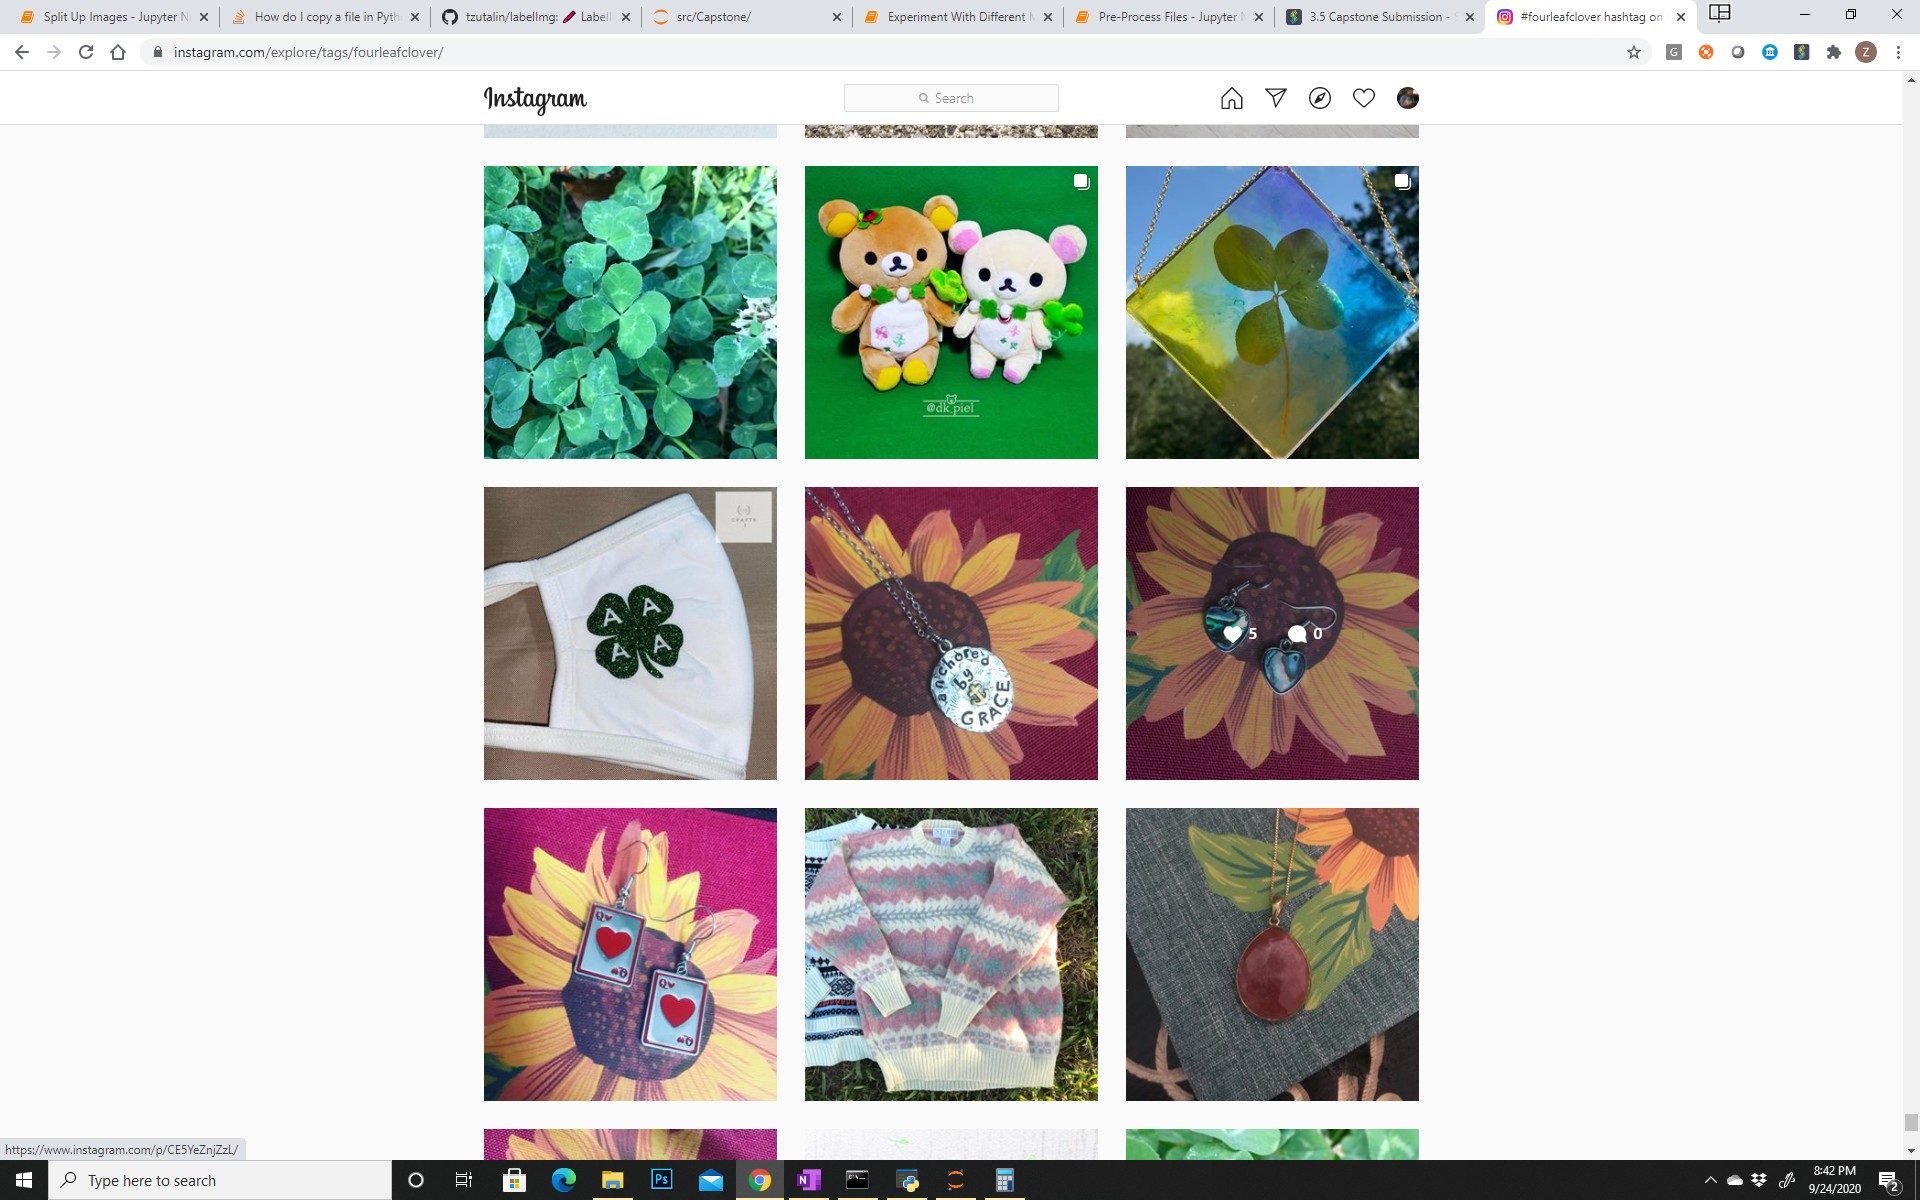 Split Up Images - Jupyter N
How do I copy a file in Pyth
tzutalin/labelImg: 🖍 Labell
src/Capstone/
Experiment With Different M
Pre-Process Files - Jupyter N
3.5 Capstone Submission - S
#fourleafclover hashtag on
instagram.com/explore/tags/fourleafclover/
G
Z
Instagram
Search
@dk_piel
CRAFTS
A A
A A
anchored
by
GRACE
5 0
Q
Q
Q
Q
https://www.instagram.com/p/CE5YeZnjZzL/
Type here to search
Ps
N
8:42 PM
9/24/2020
2